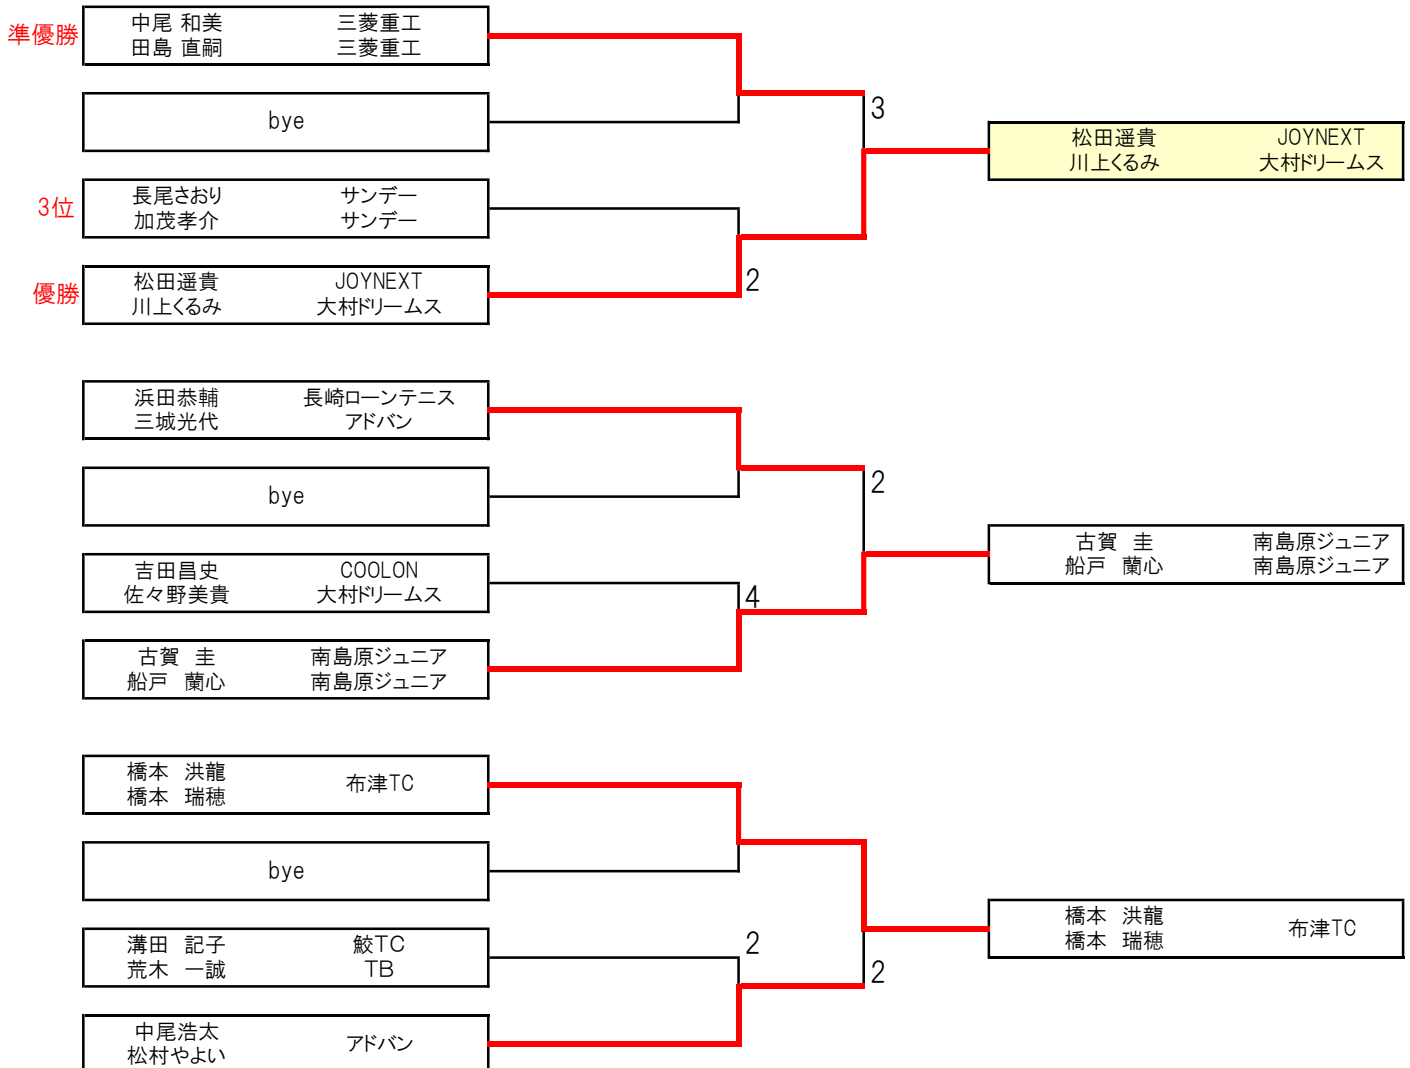 準優勝
中尾 和美 三菱重工
田島 直嗣 三菱重工
bye
3
松田遥貴 JOYNEXT
川上くるみ 大村ドリームス
3位
長尾さおり サンデー
加茂孝介 サンデー
優勝
松田遥貴 JOYNEXT
川上くるみ 大村ドリームス
2
浜田恭輔 長崎ローンテニス
三城光代 アドバン
bye
2
古賀　圭 南島原ジュニア
船戸　蘭心 南島原ジュニア
吉田昌史 COOLON
佐々野美貴 大村ドリームス
4
古賀　圭 南島原ジュニア
船戸　蘭心 南島原ジュニア
橋本　洪龍 布津TC
橋本　瑞穂
bye
橋本　洪龍 布津TC
橋本　瑞穂
溝田　記子 鮫TC
荒木　一誠 TB
2
2
中尾浩太 アドバン
松村やよい